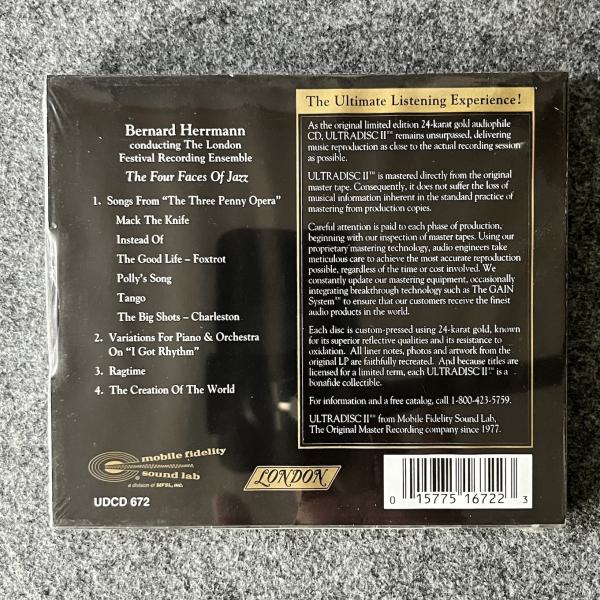 Bernard Herrmann
conducting The London
Festival Recording Ensemble
The Four Faces Of Jazz
1. Songs From "The Three Penny Opera"
Mack The Knife
Instead Of
The Good Life – Foxtrot
Polly's Song
Tango
The Big Shots – Charleston
2. Variations For Piano & Orchestra
On "I Got Rhythm"
3. Ragtime
4. The Creation Of The World
mobile fidelity
sound lab
a division of MFSL, INC.
UDCD 672
LONDON
The Ultimate Listening Experience!
As the original limited edition 24-karat gold audiophile
CD, ULTRADISC II™ remains unsurpassed, delivering
music reproduction as close to the actual recording session
as possible.
ULTRADISC II™ is mastered directly from the original
master tape. Consequently, it does not suffer the loss of
musical information inherent in the standard practice of
mastering from production copies.
Careful attention is paid to each phase of production,
beginning with our inspection of master tapes. Using our
proprietary mastering technology, audio engineers take
meticulous care to achieve the most accurate reproduction
possible, regardless of the time or cost involved. We
constantly update our mastering equipment, occasionally
integrating breakthrough technology such as The GAIN
System™ to ensure that our customers receive the finest
audio products in the world.
Each disc is custom-pressed using 24-karat gold, known
for its superior reflective qualities and its resistance to
oxidation. All liner notes, photos and artwork from the
original LP are faithfully recreated. And because titles are
licensed for a limited term, each ULTRADISC II™ is a
bonafide collectible.
For information and a free catalog, call 1-800-423-5759.
ULTRADISC II™ from Mobile Fidelity Sound Lab,
The Original Master Recording company since 1977.
0 15775 16722 3